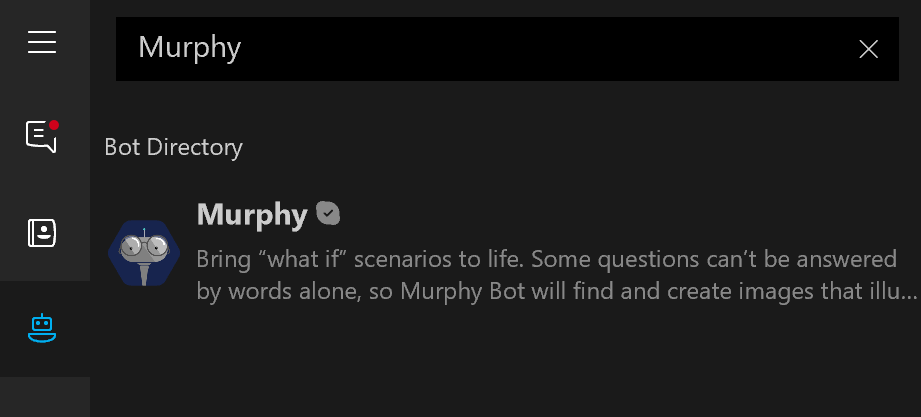 Murphy
Bot Directory
Murphy
Bring “what if” scenarios to life. Some questions can’t be answered
by words alone, so Murphy Bot will find and create images that illu...